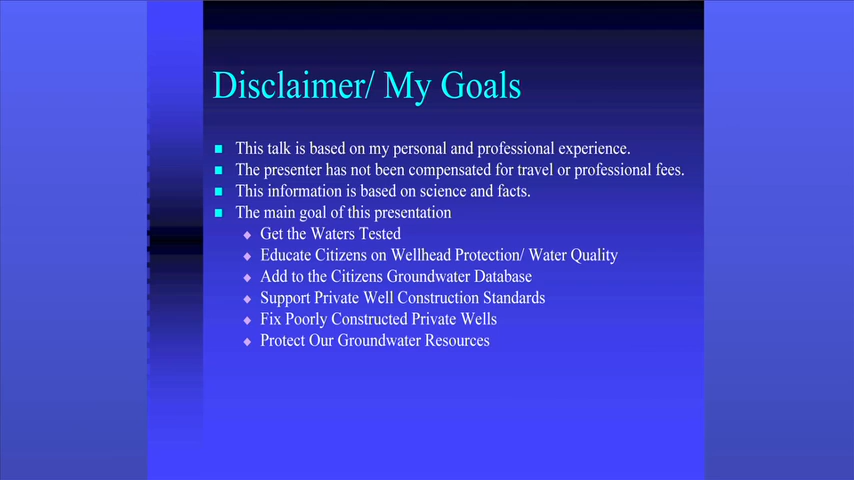 Disclaimer/ My Goals
This talk is based on my personal and professional experience.
The presenter has not been compensated for travel or professional fees.
This information is based on science and facts.
The main goal of this presentation
Get the Waters Tested
Educate Citizens on Wellhead Protection/ Water Quality
Add to the Citizens Groundwater Database
Support Private Well Construction Standards
Fix Poorly Constructed Private Wells
Protect Our Groundwater Resources